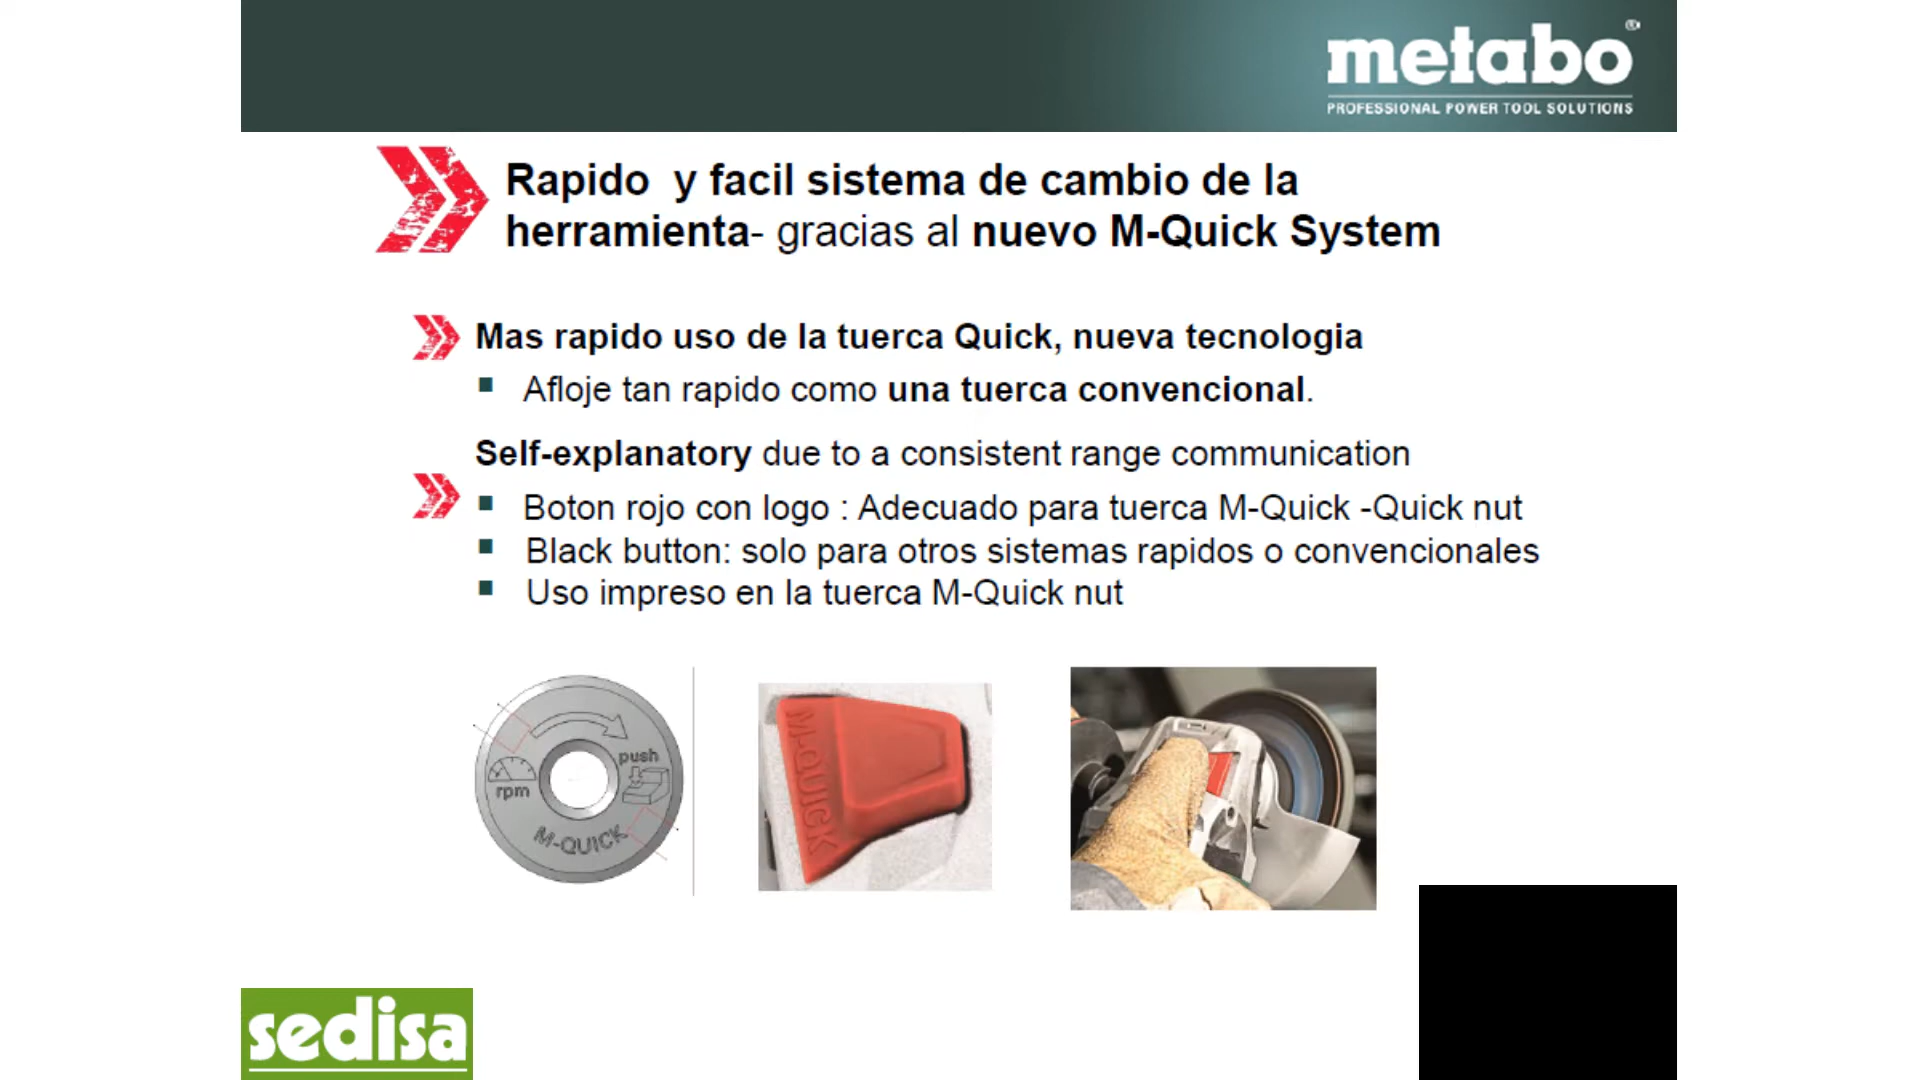 metabo®
PROFESSIONAL POWER TOOL SOLUTIONS
Rapido y facil sistema de cambio de la
herramienta- gracias al nuevo M-Quick System
Mas rapido uso de la tuerca Quick, nueva tecnologia
Afloje tan rapido como una tuerca convencional.
Self-explanatory due to a consistent range communication
Boton rojo con logo : Adecuado para tuerca M-Quick -Quick nut
Black button: solo para otros sistemas rapidos o convencionales
Uso impreso en la tuerca M-Quick nut
push
rpm
M-QUICK
M-QUICK
sedisa